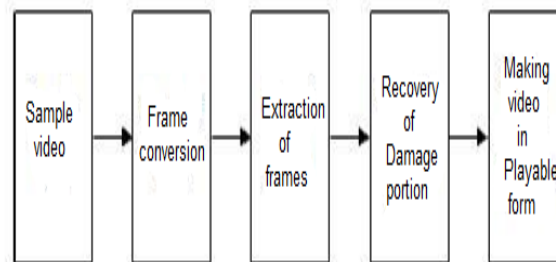 Sample
video
Frame
conversion
Extraction
of
frames
Recovery
of
Damage
portion
Making
video
in
Playable
form